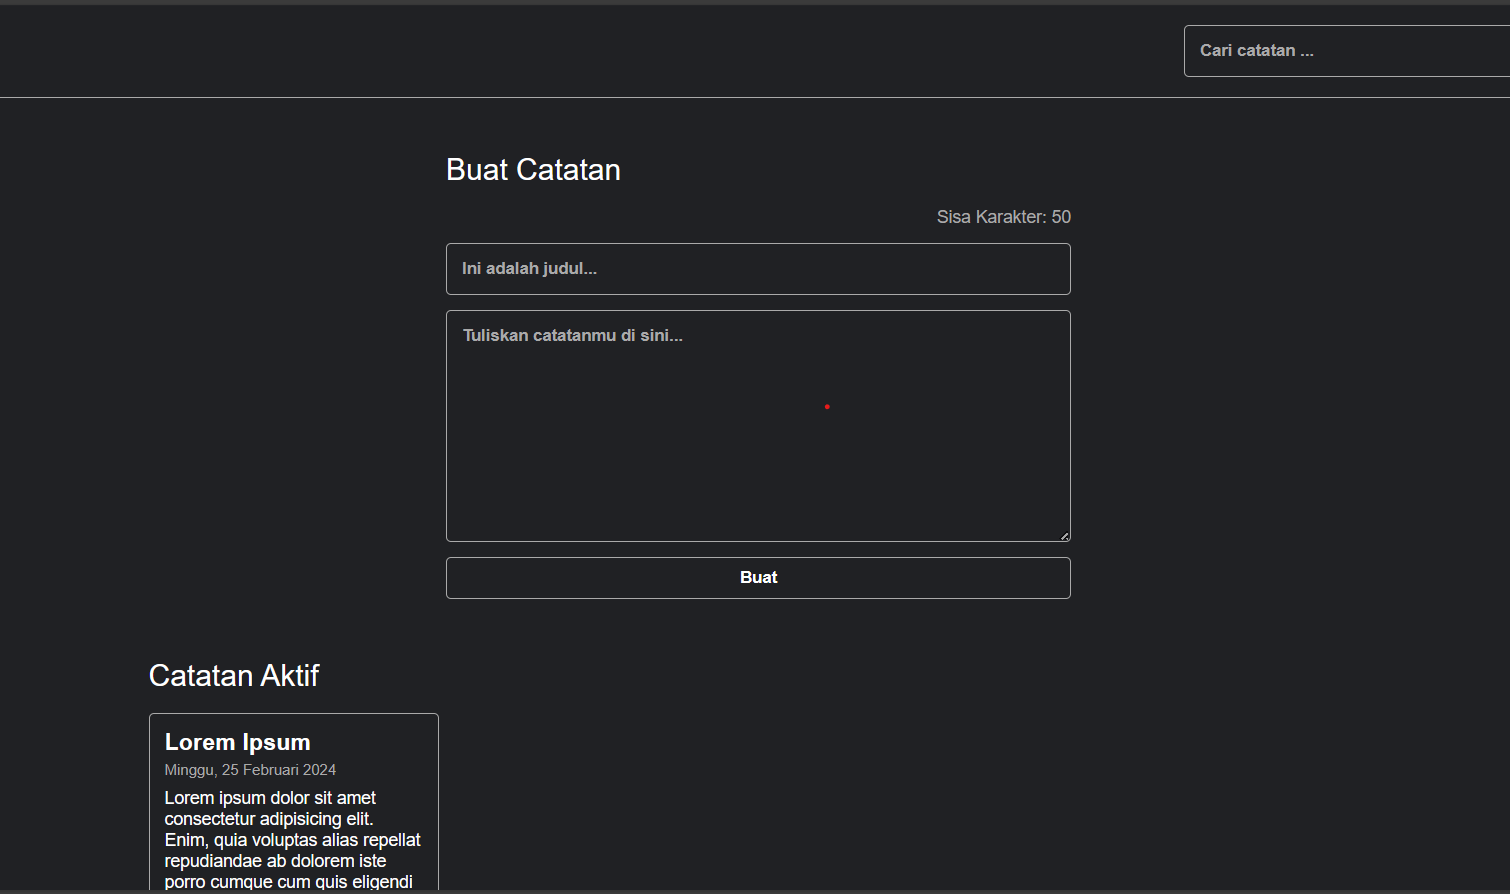 Cari catatan ...
Buat Catatan
Sisa Karakter: 50
Ini adalah judul...
Tuliskan catatanmu di sini...
Buat
Catatan Aktif
Lorem Ipsum
Minggu, 25 Februari 2024
Lorem ipsum dolor sit amet
consectetur adipisicing elit.
Enim, quia voluptas alias repellat
repudiandae ab dolorem iste
porro cumque cum quis eligendi